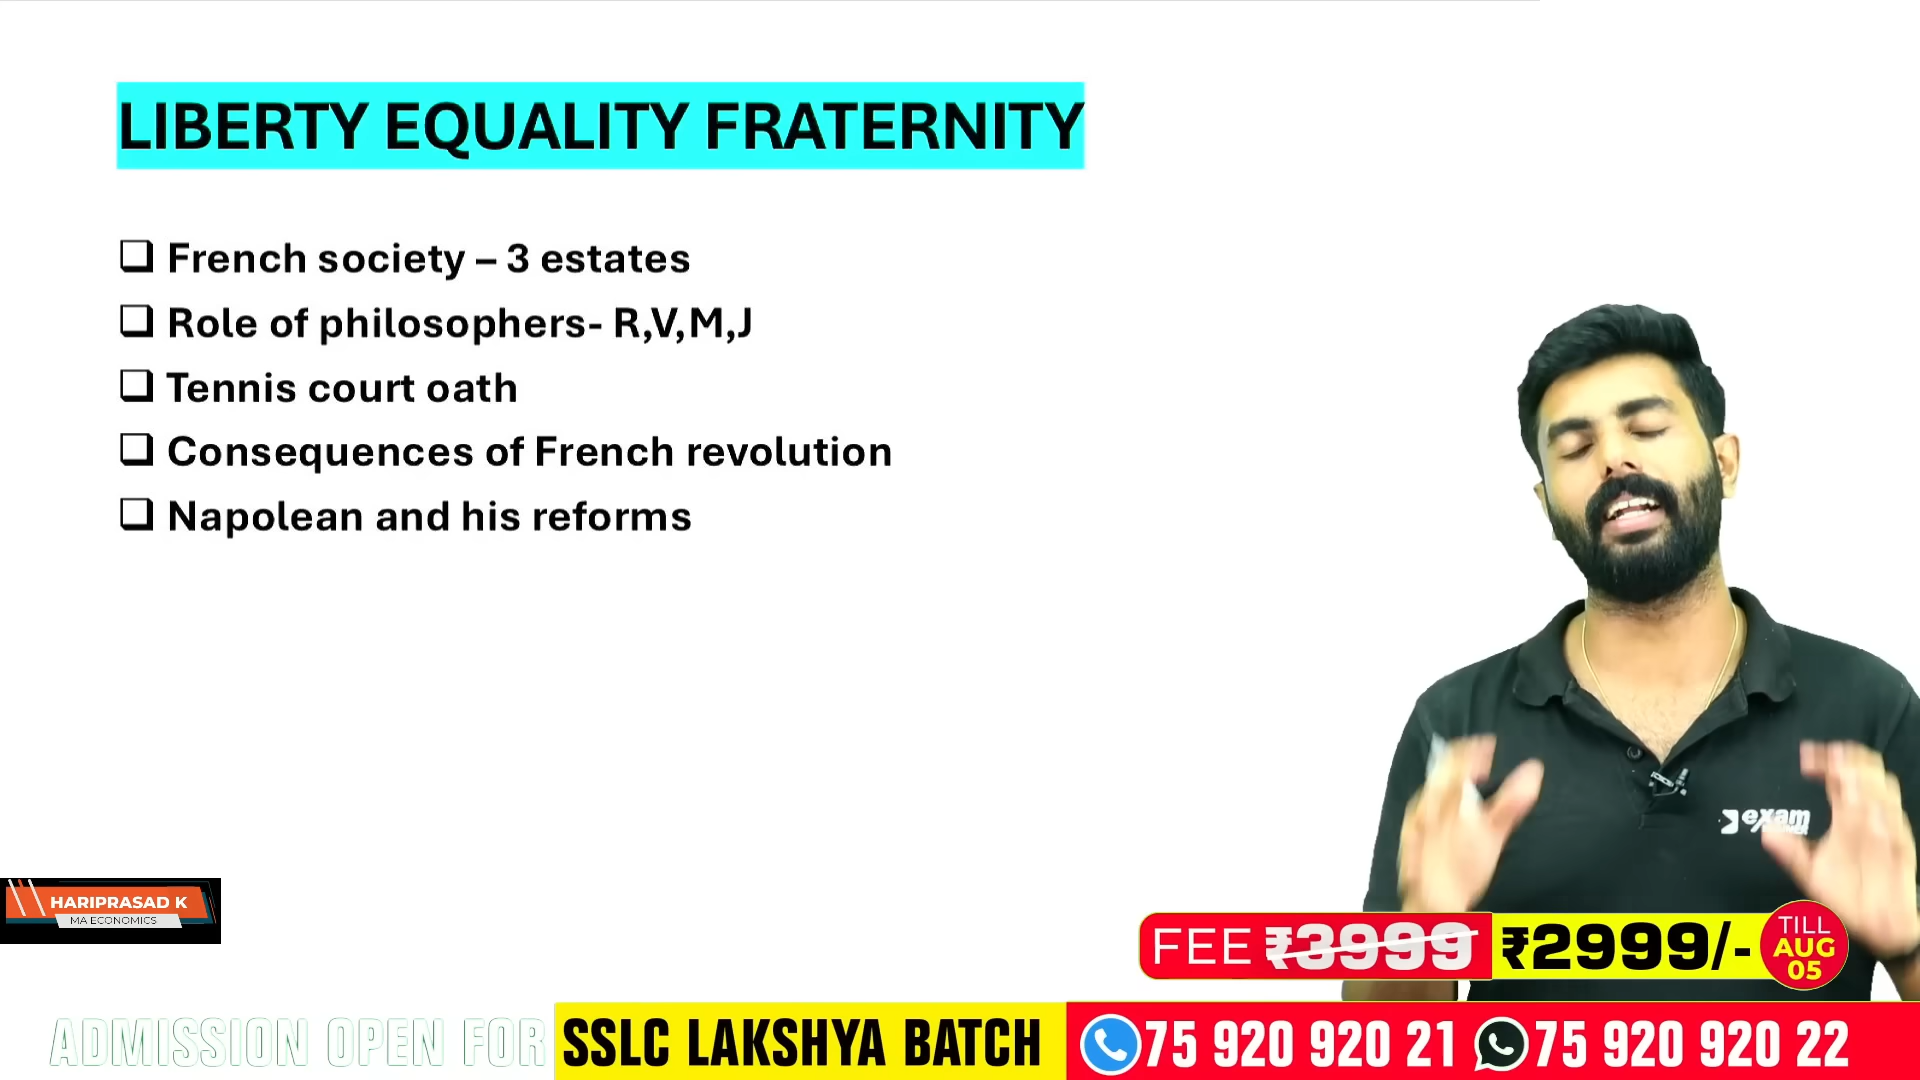 LIBERTY EQUALITY FRATERNITY
French society – 3 estates
Role of philosophers- R,V,M,J
Tennis court oath
Consequences of French revolution
Napolean and his reforms
exam
HARIPRASAD K
MA ECONOMICS
FEE ₹3999 ₹2999/- TILL AUG 05
ADMISSION OPEN FOR SSLC LAKSHYA BATCH 75 920 920 21 75 920 920 22